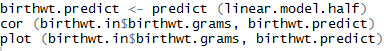 birthwt.predict <- predict (linear.model.half)
cor (birthwt.in$birthwt.grams, birthwt.predict)
plot (birthwt.in$birthwt.grams, birthwt.predict)